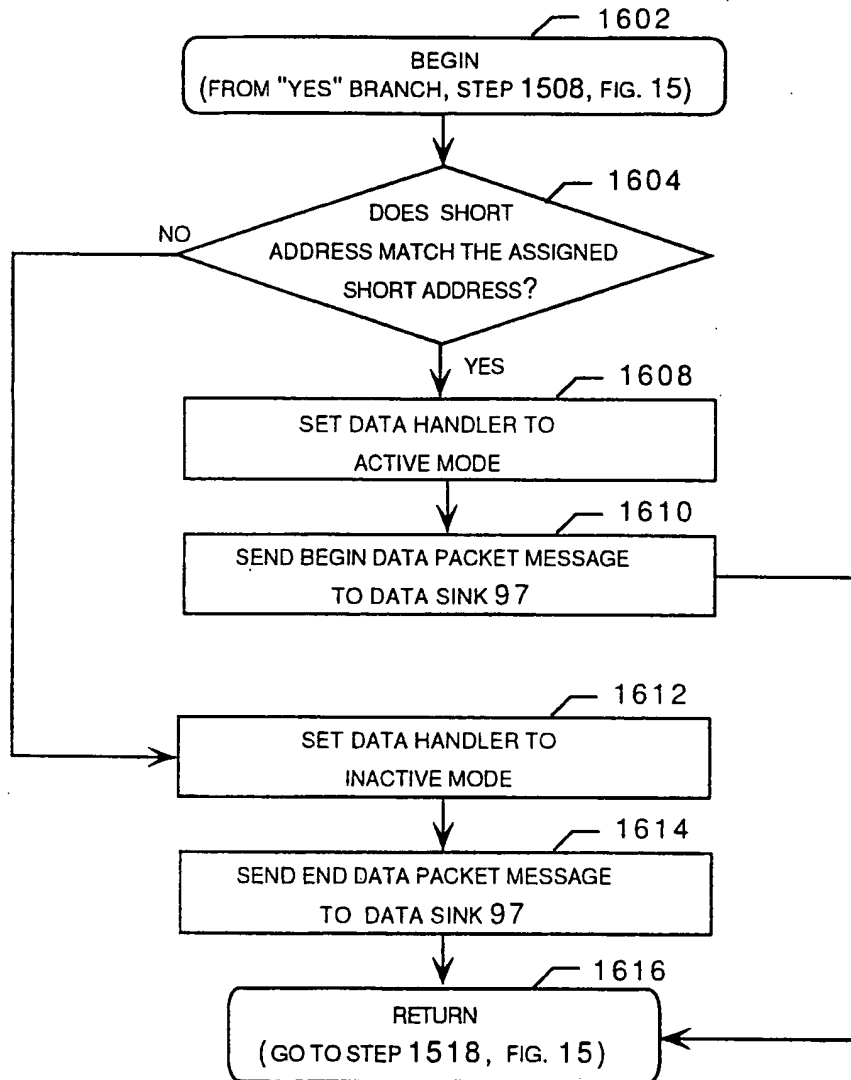 1602
BEGIN
(FROM "YES" BRANCH, STEP 1508, FIG. 15)
1604
DOES SHORT
ADDRESS MATCH THE ASSIGNED
SHORT ADDRESS?
NO
YES
1608
SET DATA HANDLER TO
ACTIVE MODE
1610
SEND BEGIN DATA PACKET MESSAGE
TO DATA SINK 97
1612
SET DATA HANDLER TO
INACTIVE MODE
1614
SEND END DATA PACKET MESSAGE
TO DATA SINK 97
1616
RETURN
(GO TO STEP 1518, FIG. 15)